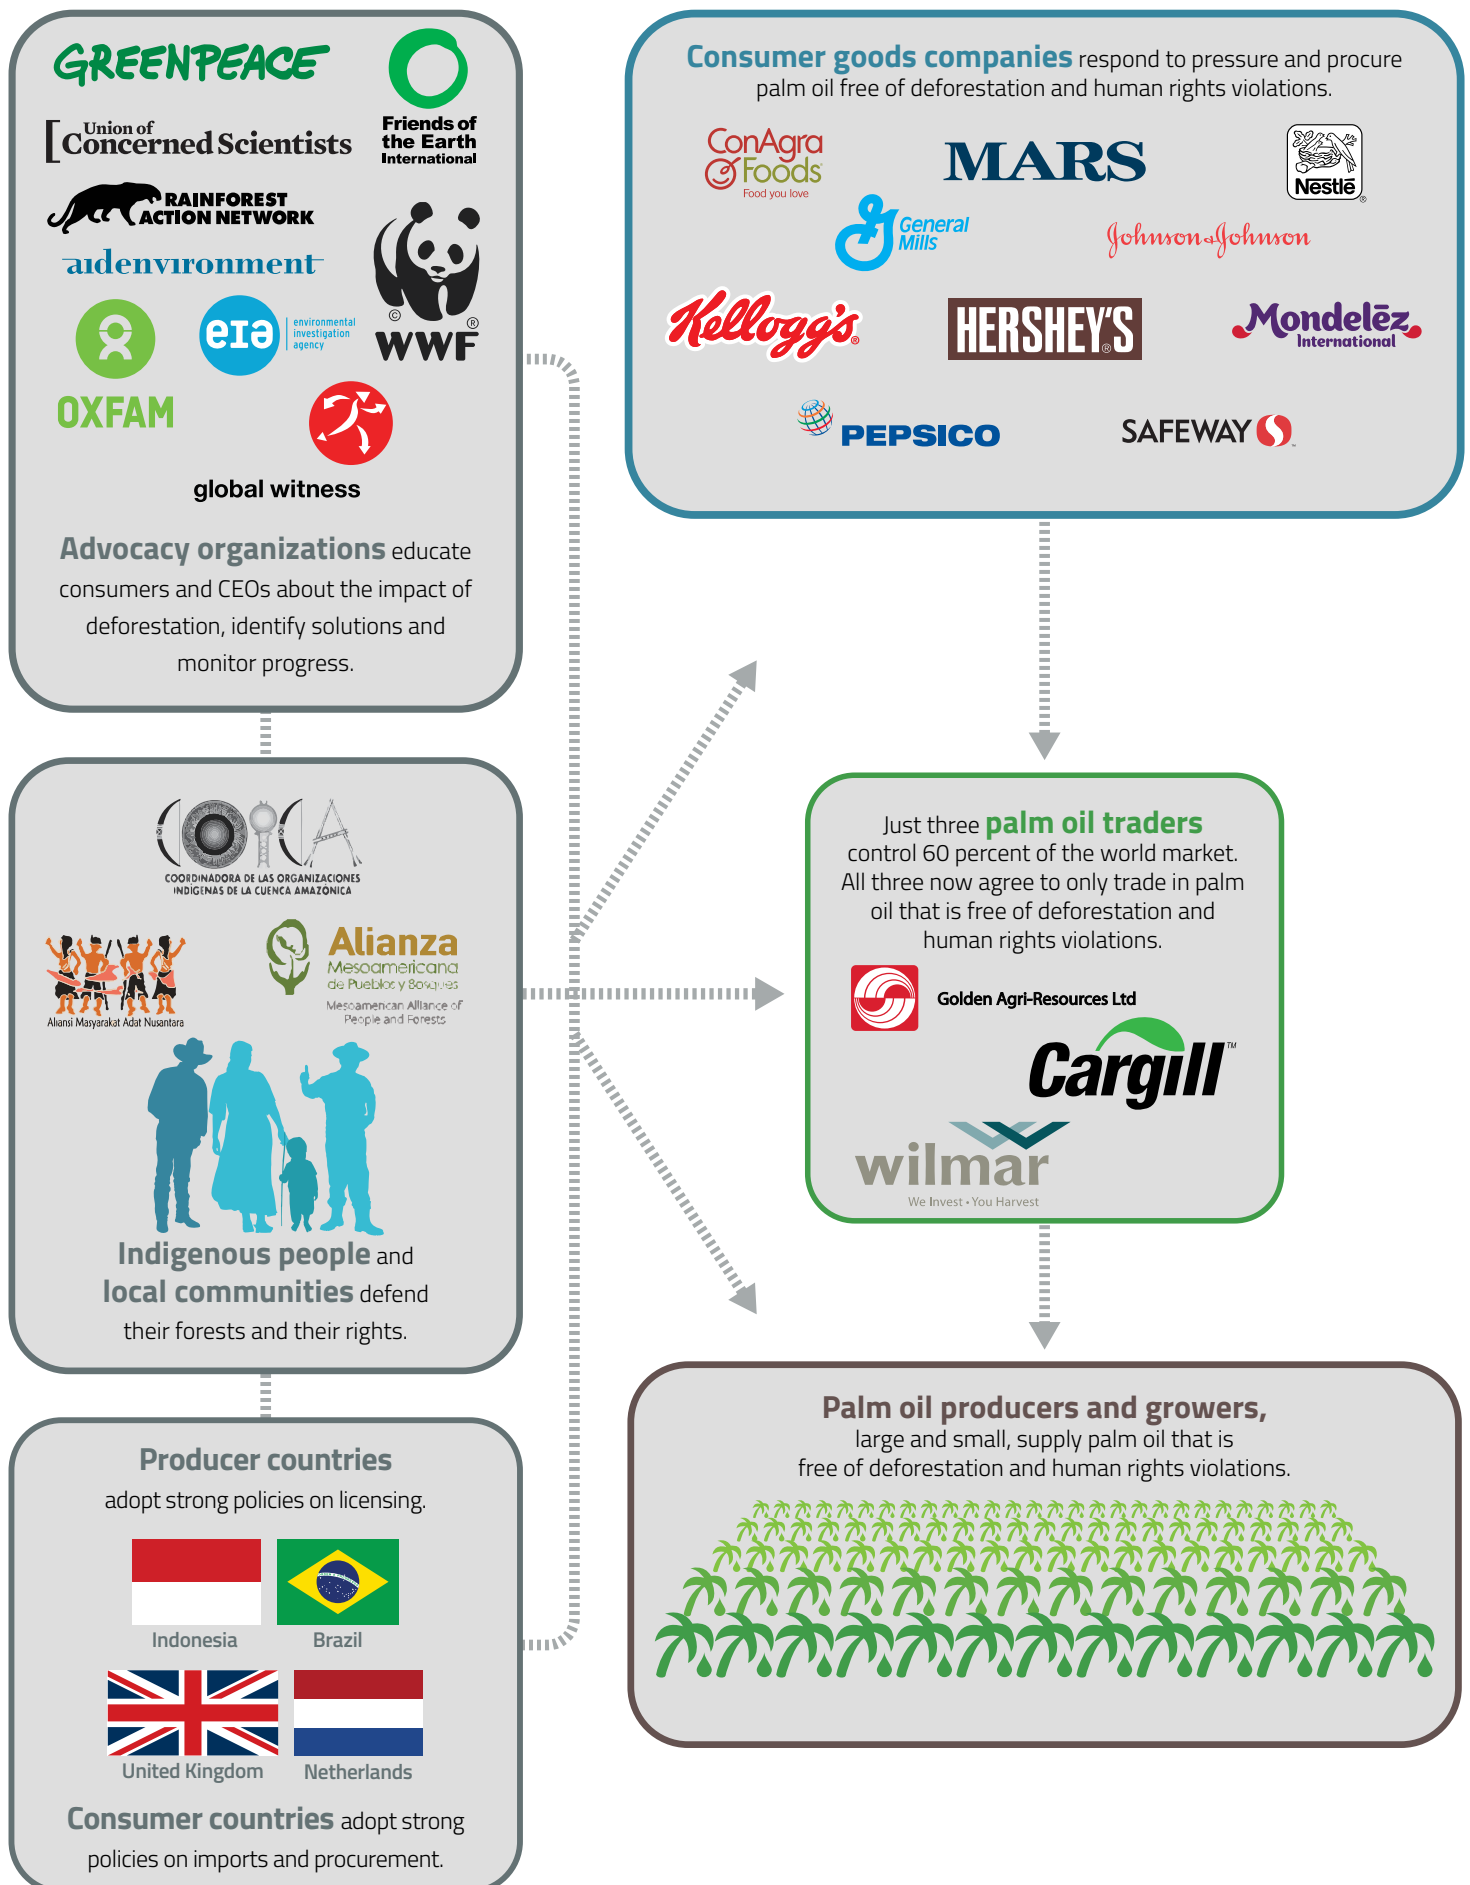 GREENPEACE
Friends of
the Earth
International
Union of
Concerned Scientists
RAINFOREST
ACTION NETWORK
aidenvironment
©
®
WWF
OXFAM
eia
environmental
investigation
agency
global witness
Advocacy organizations educate
consumers and CEOs about the impact of
deforestation, identify solutions and
monitor progress.
COICA
COORDINADORA DE LAS ORGANIZACIONES
INDÍGENAS DE LA CUENCA AMAZÓNICA
Aliansi Masyarakat Adat Nusantara
Alianza
Mesoamericana
de Pueblos y Bosques
Mesoamerican Alliance of
People and Forests
Indigenous people and
local communities defend
their forests and their rights.
Producer countries
adopt strong policies on licensing.
Indonesia
Brazil
United Kingdom
Netherlands
Consumer countries adopt strong
policies on imports and procurement.
Consumer goods companies respond to pressure and procure
palm oil free of deforestation and human rights violations.
ConAgra
Foods
Food you love
MARS
Nestlē
®
General
Mills
Johnson & Johnson
Kellogg's®
HERSHEY'S®
Mondelēz
International
PEPSICO
SAFEWAY™
Just three palm oil traders
control 60 percent of the world market.
All three now agree to only trade in palm
oil that is free of deforestation and
human rights violations.
Golden Agri-Resources Ltd
Cargill™
wilmar
We Invest • You Harvest
Palm oil producers and growers,
large and small, supply palm oil that is
free of deforestation and human rights violations.